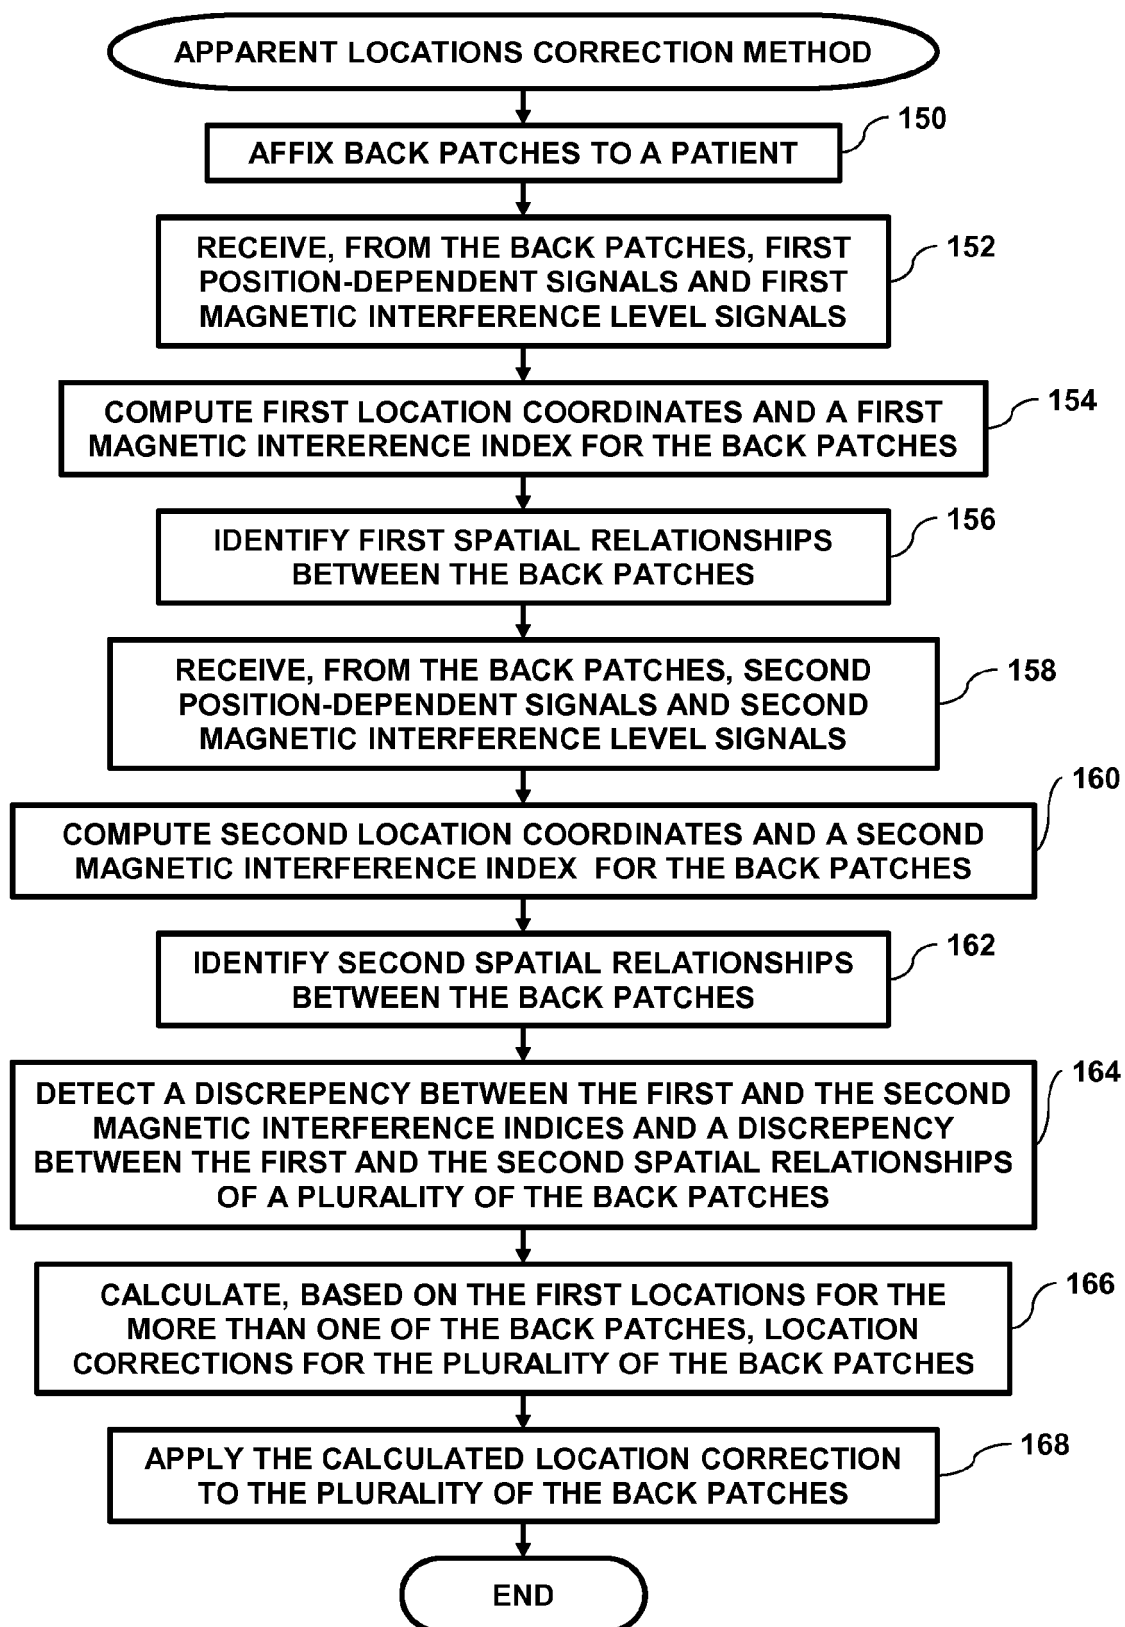 APPARENT LOCATIONS CORRECTION METHOD
150
AFFIX BACK PATCHES TO A PATIENT
152
RECEIVE, FROM THE BACK PATCHES, FIRST
POSITION-DEPENDENT SIGNALS AND FIRST
MAGNETIC INTERFERENCE LEVEL SIGNALS
154
COMPUTE FIRST LOCATION COORDINATES AND A FIRST
MAGNETIC INTERERENCE INDEX FOR THE BACK PATCHES
156
IDENTIFY FIRST SPATIAL RELATIONSHIPS
BETWEEN THE BACK PATCHES
158
RECEIVE, FROM THE BACK PATCHES, SECOND
POSITION-DEPENDENT SIGNALS AND SECOND
MAGNETIC INTERFERENCE LEVEL SIGNALS
160
COMPUTE SECOND LOCATION COORDINATES AND A SECOND
MAGNETIC INTERFERENCE INDEX FOR THE BACK PATCHES
162
IDENTIFY SECOND SPATIAL RELATIONSHIPS
BETWEEN THE BACK PATCHES
164
DETECT A DISCREPENCY BETWEEN THE FIRST AND THE SECOND
MAGNETIC INTERFERENCE INDICES AND A DISCREPENCY
BETWEEN THE FIRST AND THE SECOND SPATIAL RELATIONSHIPS
OF A PLURALITY OF THE BACK PATCHES
166
CALCULATE, BASED ON THE FIRST LOCATIONS FOR THE
MORE THAN ONE OF THE BACK PATCHES, LOCATION
CORRECTIONS FOR THE PLURALITY OF THE BACK PATCHES
168
APPLY THE CALCULATED LOCATION CORRECTION
TO THE PLURALITY OF THE BACK PATCHES
END